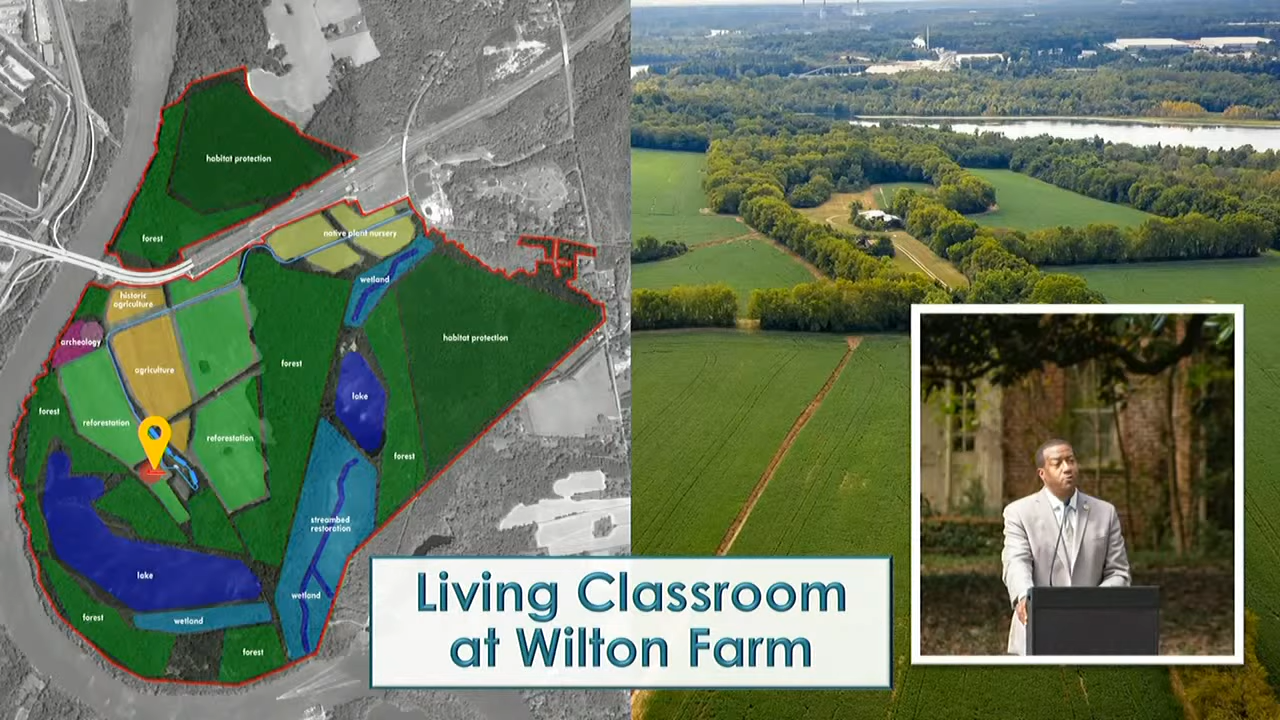 habitat protection
forest
native plant nursery
wetland
historic
agriculture
archeology
agriculture
habitat protection
forest
lake
forest
reforestation
reforestation
forest
streambed
restoration
lake
wetland
forest
wetland
forest
Living Classroom
at Wilton Farm